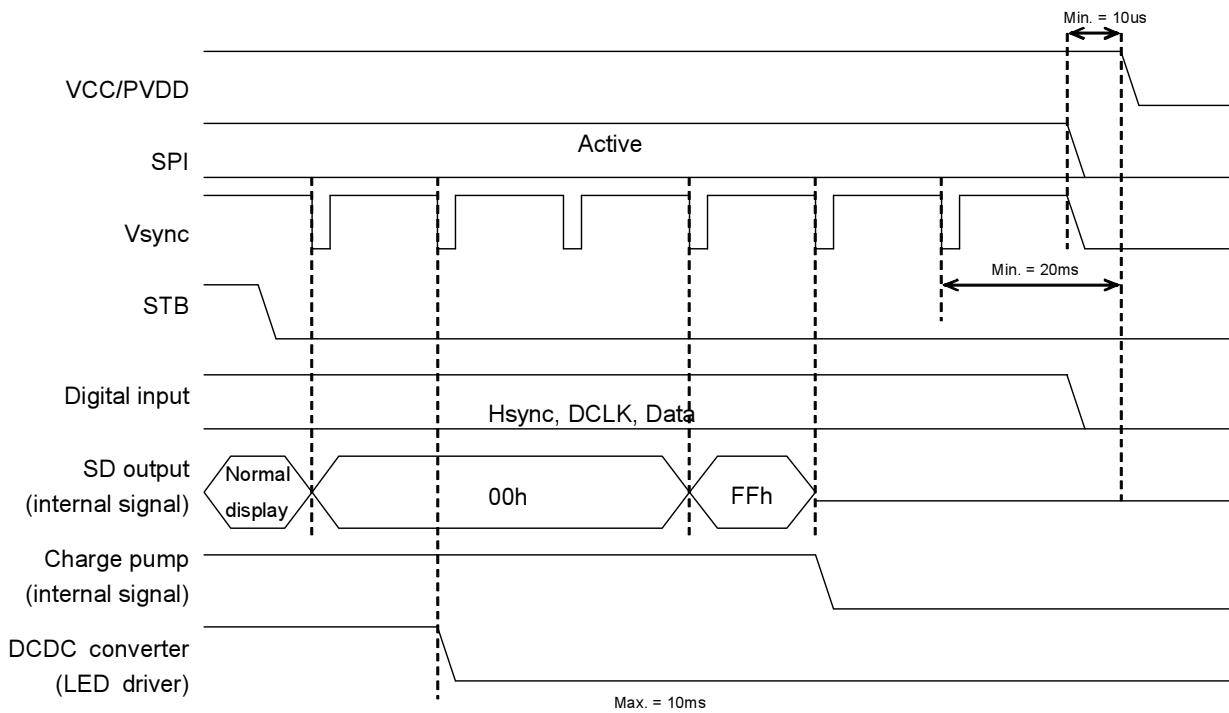 Min. = 10us
VCC/PVDD
Active
SPI
Vsync
Min. = 20ms
STB
Digital input
Hsync, DCLK, Data
SD output
(internal signal)
Normal
display
00h
FFh
Charge pump
(internal signal)
DCDC converter
(LED driver)
Max. = 10ms